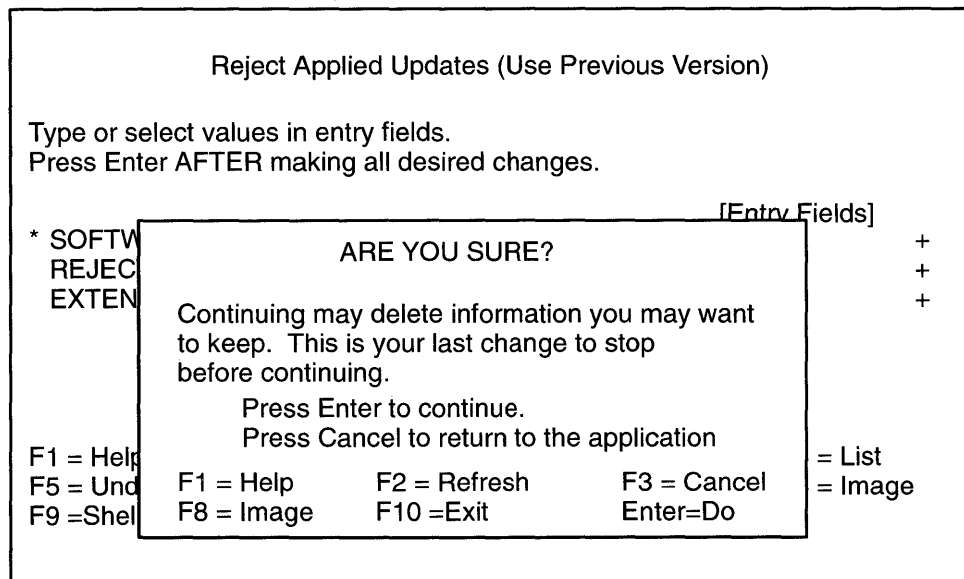 Reject Applied Updates (Use Previous Version)
Type or select values in entry fields.
Press Enter AFTER making all desired changes.
[Entry Fields]
* SOFTW +
REJEC +
EXTEN +
ARE YOU SURE?
Continuing may delete information you may want
to keep. This is your last change to stop
before continuing.
Press Enter to continue.
Press Cancel to return to the application
F1 = Help F2 = Refresh F3 = Cancel
F8 = Image F10 =Exit Enter=Do
F1 = Help = List
F5 = Und = Image
F9 =Shel